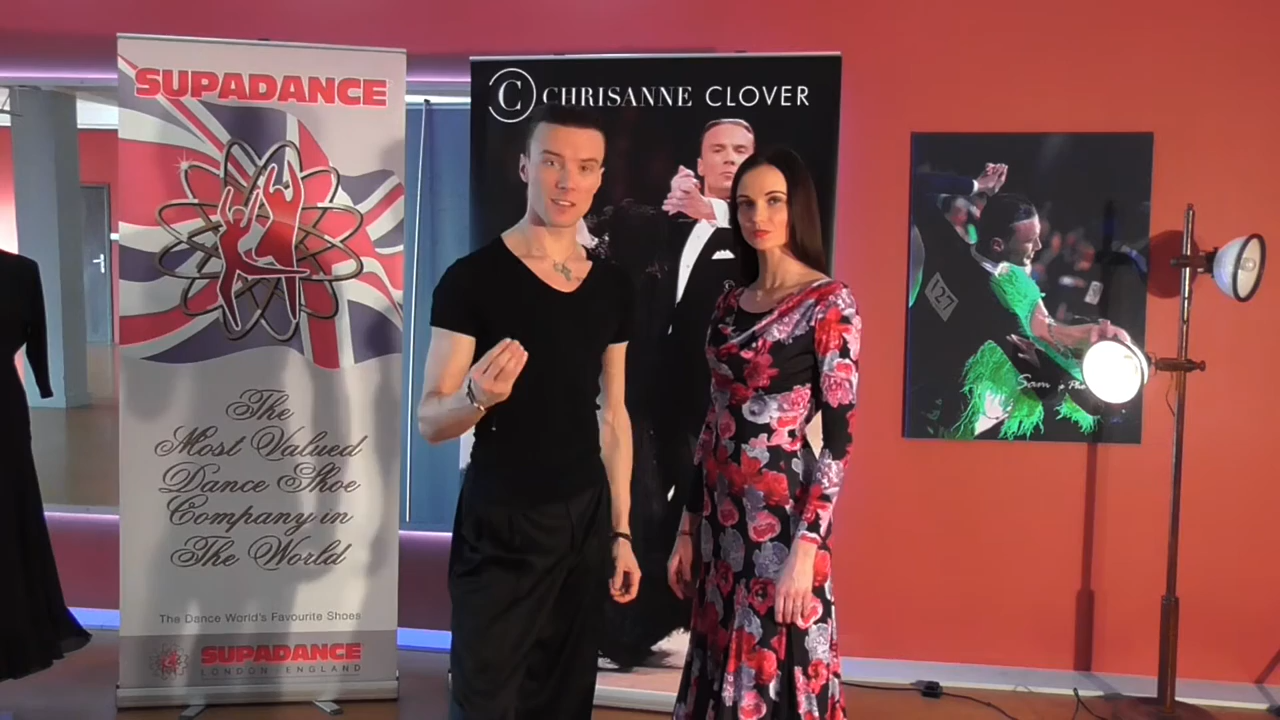 SUPADANCE
The
Most Valued
Dance Shoe
Company in
The World
The Dance World's Favourite Shoes
SUPADANCE
LONDON ENGLAND
C CHRISANNE CLOVER
127
Sam